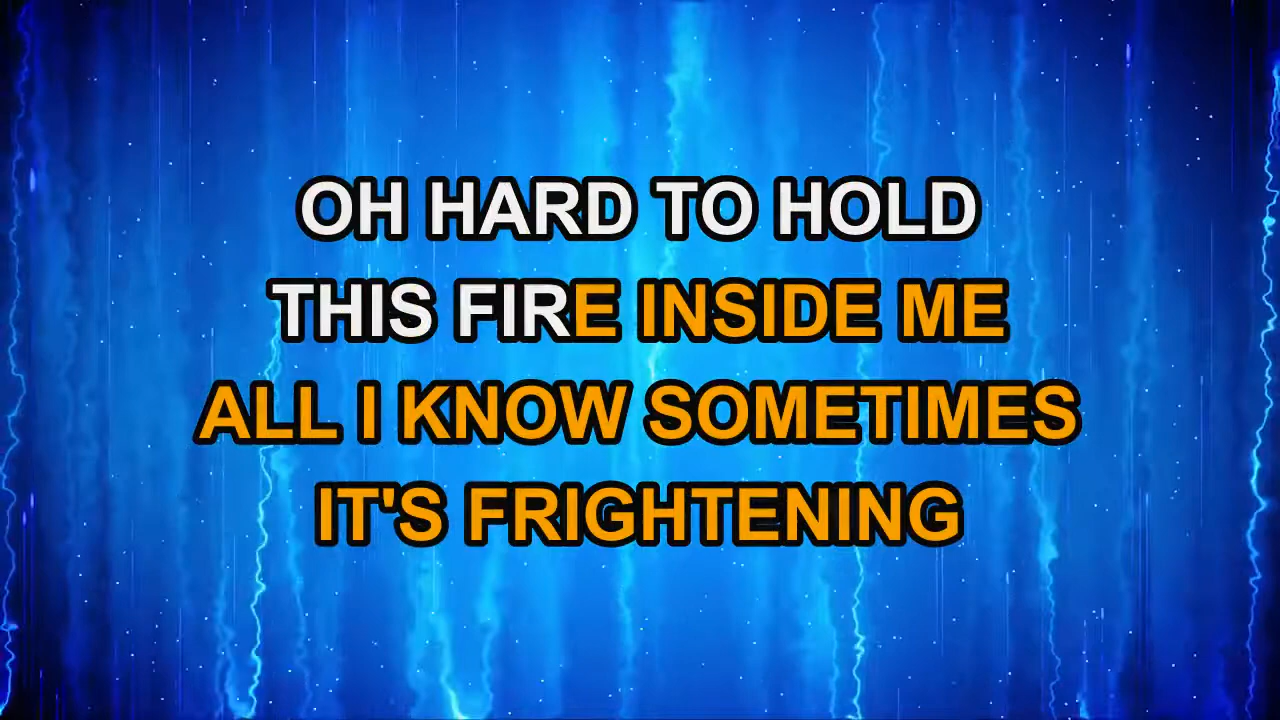 OH HARD TO HOLD
THIS FIRE INSIDE ME
ALL I KNOW SOMETIMES
IT'S FRIGHTENING